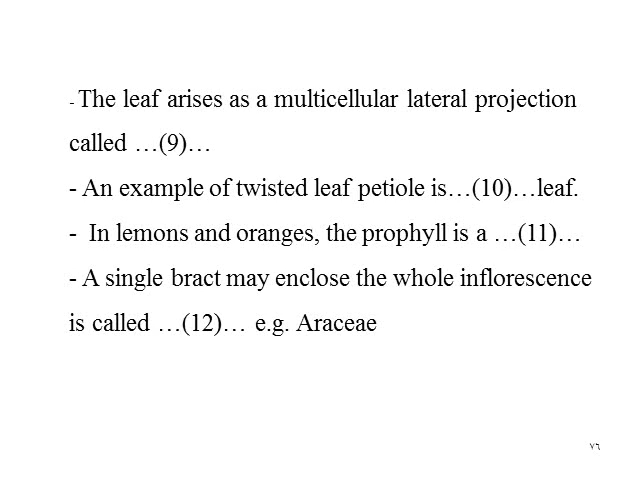 - The leaf arises as a multicellular lateral projection
called …(9)…
- An example of twisted leaf petiole is…(10)…leaf.
-  In lemons and oranges, the prophyll is a …(11)…
- A single bract may enclose the whole inflorescence
is called …(12)… e.g. Araceae
٧٦